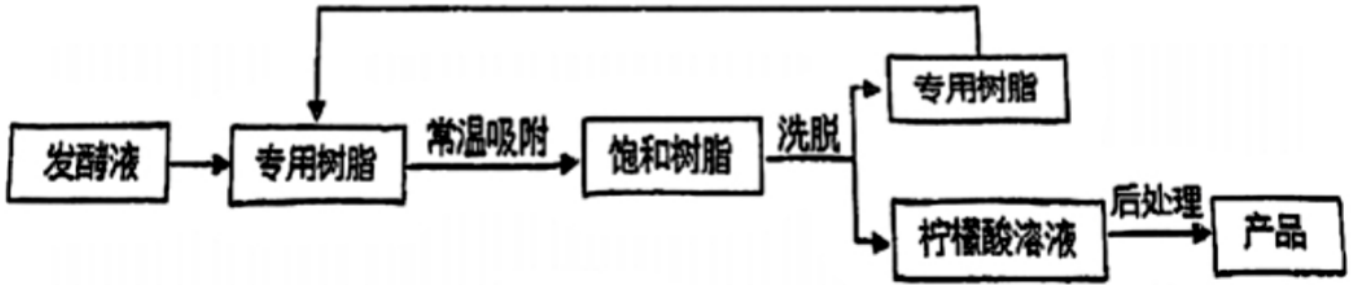 发酵液
专用树脂
常温吸附
饱和树脂
洗脱
专用树脂
柠檬酸溶液
后处理
产品